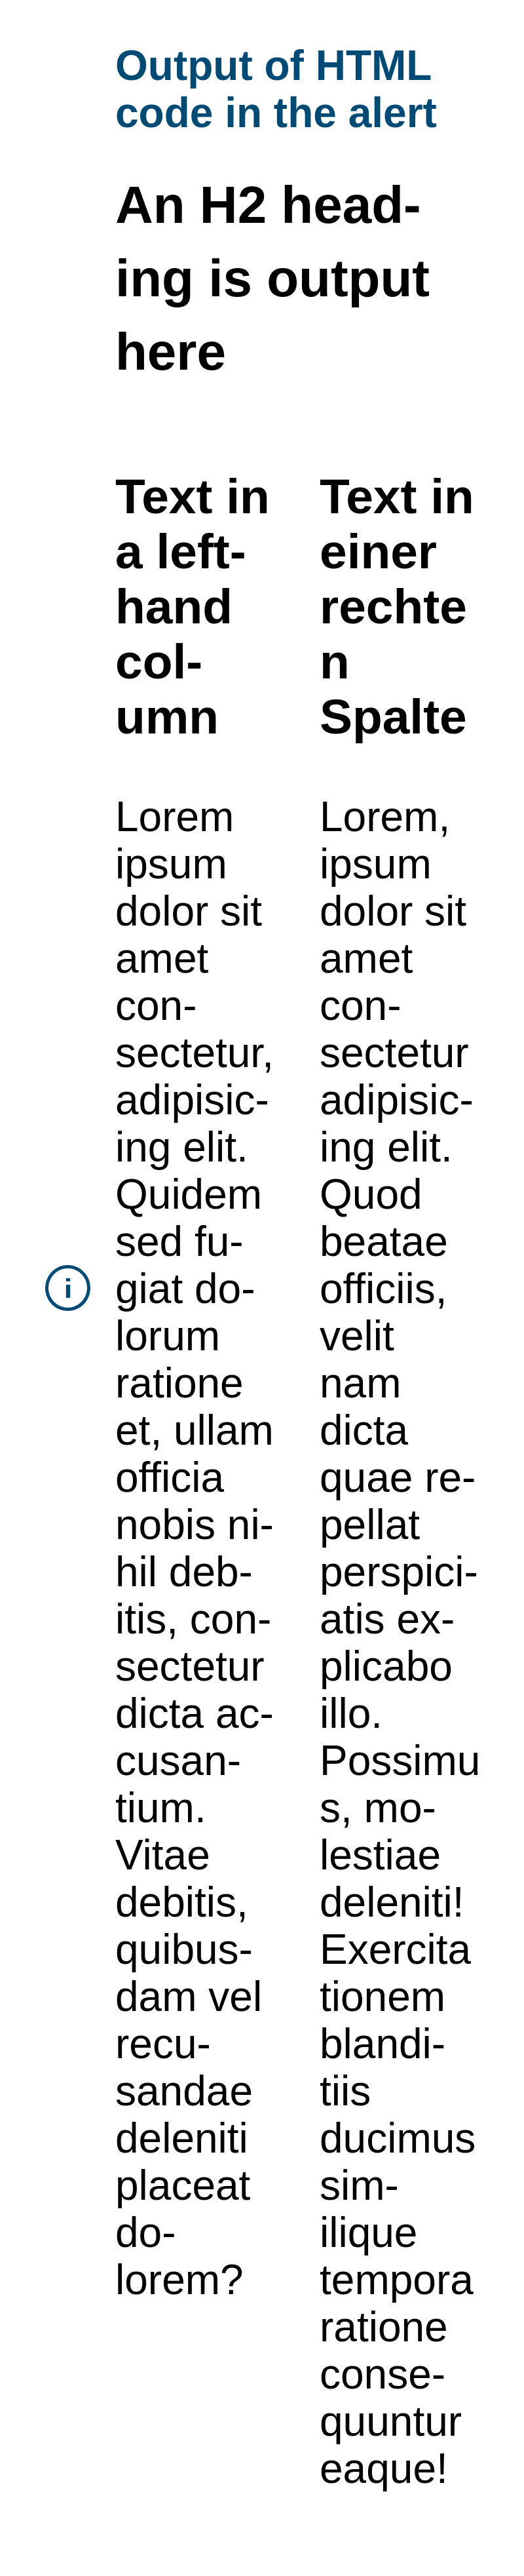 Output of HTML
code in the alert
An H2 head-
ing is output
here
Text in
a left-
hand
col-
umn
Lorem
ipsum
dolor sit
amet
con-
sectetur,
adipisic-
ing elit.
Quidem
sed fu-
giat do-
lorum
ratione
et, ullam
officia
nobis ni-
hil deb-
itis, con-
sectetur
dicta ac-
cusan-
tium.
Vitae
debitis,
quibus-
dam vel
recu-
sandae
deleniti
placeat
do-
lorem?
Text in
einer
rechte
n
Spalte
Lorem,
ipsum
dolor sit
amet
con-
sectetur
adipisic-
ing elit.
Quod
beatae
officiis,
velit
nam
dicta
quae re-
pellat
perspici-
atis ex-
plicabo
illo.
Possimu
s, mo-
lestiae
deleniti!
Exercita
tionem
blandi-
tiis
ducimus
sim-
ilique
tempora
ratione
conse-
quuntur
eaque!